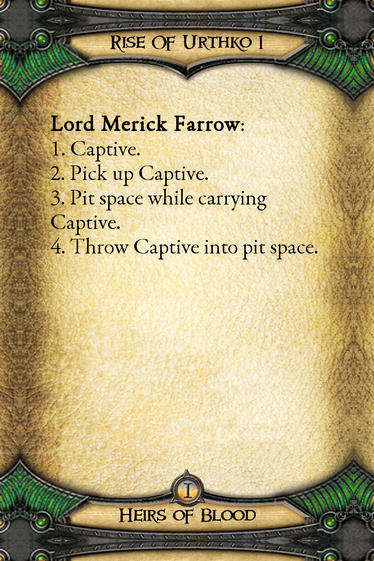 Rise of Urthko I
Lord Merick Farrow:
1. Captive.
2. Pick up Captive.
3. Pit space while carrying
Captive.
4. Throw Captive into pit space.
I
Heirs of Blood